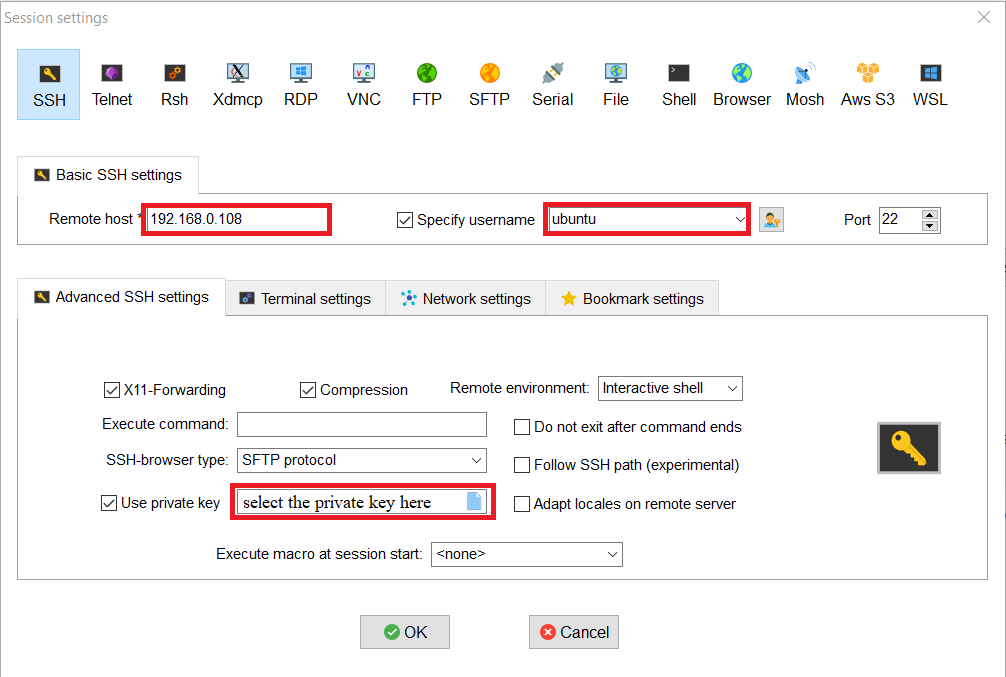 Session settings
SSH Telnet Rsh Xdmcp RDP VNC FTP SFTP Serial File Shell Browser Mosh Aws S3 WSL
Basic SSH settings
Remote host * 192.168.0.108 Specify username ubuntu Port 22
Advanced SSH settings Terminal settings Network settings Bookmark settings
X11-Forwarding Compression Remote environment: Interactive shell
Execute command: Do not exit after command ends
SSH-browser type: SFTP protocol Follow SSH path (experimental)
Use private key select the private key here Adapt locales on remote server
Execute macro at session start: <none>
OK Cancel